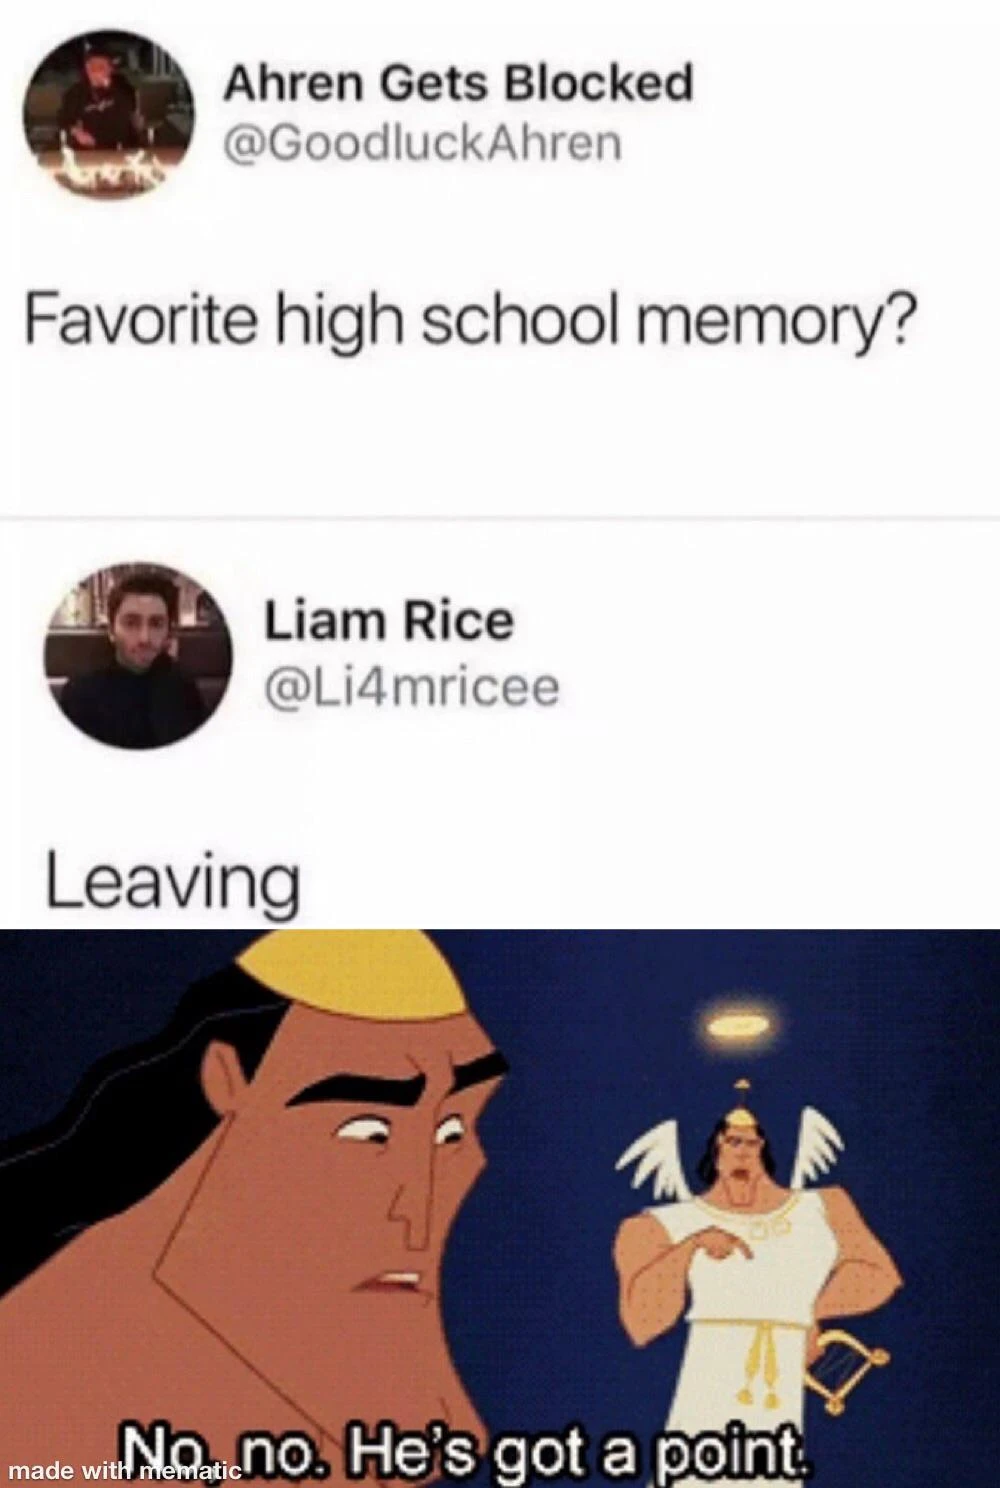 Ahren Gets Blocked
@GoodluckAhren
Favorite high school memory?
Liam Rice
@Li4mricee
Leaving
No, no. He's got a point.
made with mematic